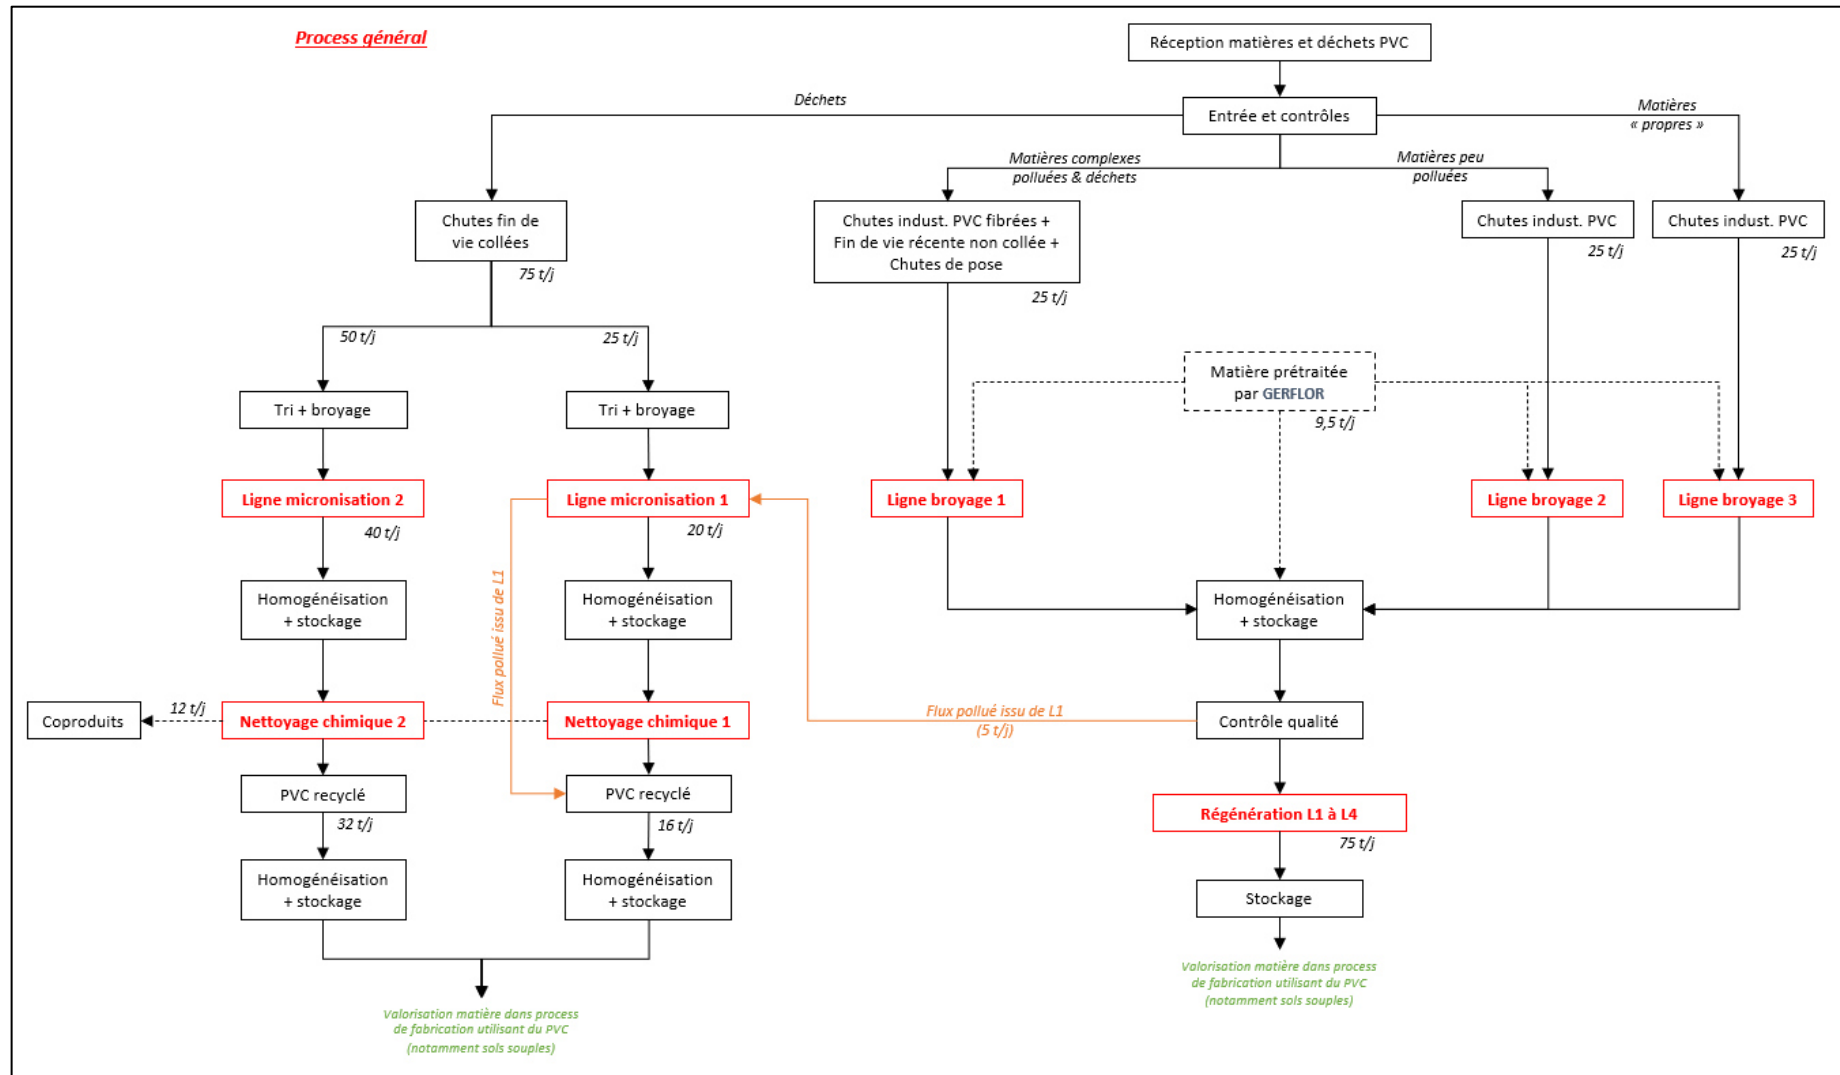 Process général
Réception matières et déchets PVC
Déchets
Entrée et contrôles
Matières
« propres »
Matières complexes
polluées & déchets
Matières peu
polluées
Chutes fin de
vie collées
75 t/j
Chutes indust. PVC fibrées +
Fin de vie récente non collée +
Chutes de pose
25 t/j
Chutes indust. PVC
25 t/j
Chutes indust. PVC
25 t/j
50 t/j
25 t/j
Matière prétraitée
par GERFLOR
9,5 t/j
Tri + broyage
Tri + broyage
Ligne micronisation 2
40 t/j
Ligne micronisation 1
20 t/j
Ligne broyage 1
Ligne broyage 2
Ligne broyage 3
Flux pollué issu de L1
Homogénéisation
+ stockage
Homogénéisation
+ stockage
Homogénéisation
+ stockage
Coproduits
12 t/j
Nettoyage chimique 2
Nettoyage chimique 1
Flux pollué issu de L1
(5 t/j)
Contrôle qualité
PVC recyclé
32 t/j
PVC recyclé
16 t/j
Régénération L1 à L4
75 t/j
Homogénéisation
+ stockage
Homogénéisation
+ stockage
Stockage
Valorisation matière dans process
de fabrication utilisant du PVC
(notamment sols souples)
Valorisation matière dans process
de fabrication utilisant du PVC
(notamment sols souples)